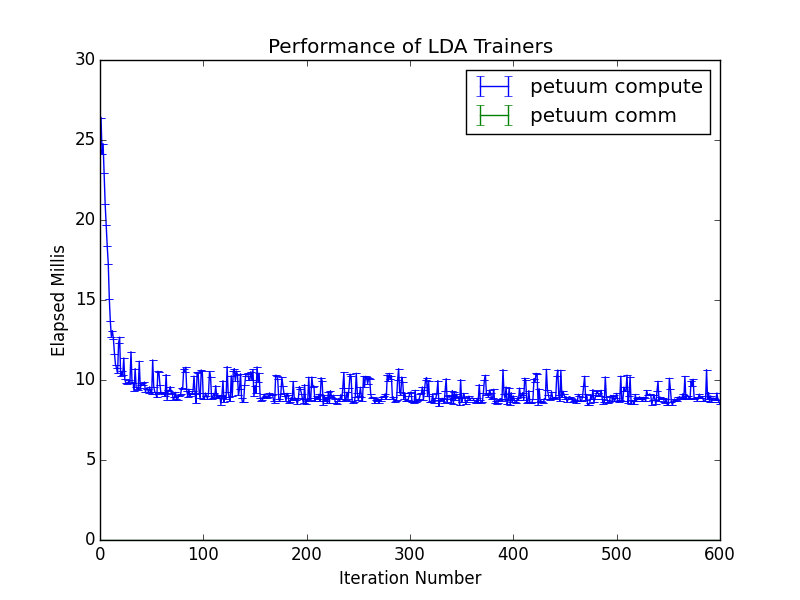 Performance of LDA Trainers
30
25
20
15
10
5
0
Elapsed Millis
petuum compute
petuum comm
0 100 200 300 400 500 600
Iteration Number